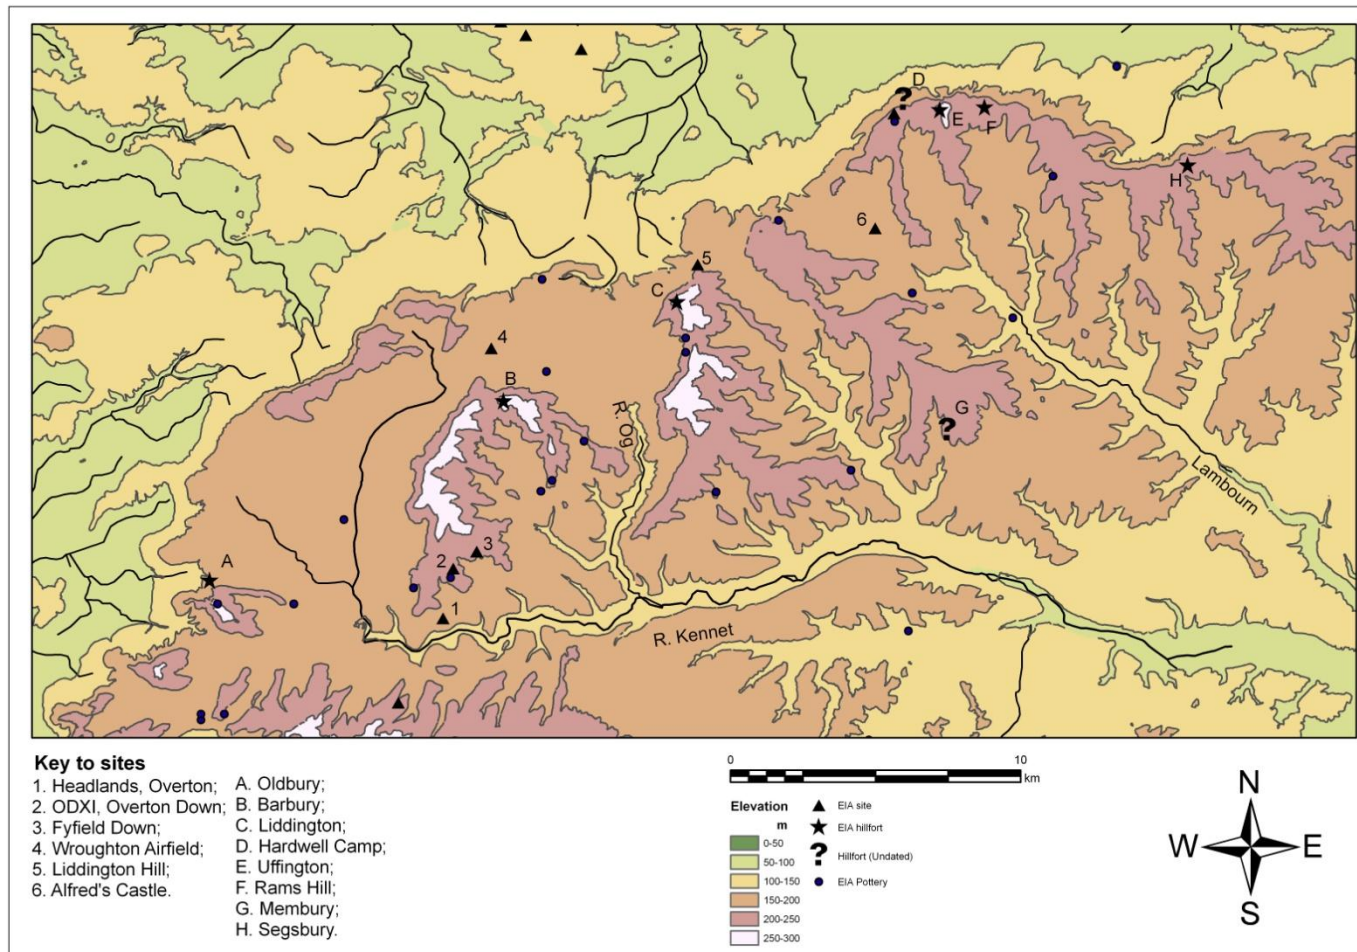 D
?
E
F
H
6
5
C
4
B
R. Og
G
?
Lambourn
3
A
2
1
R. Kennet
Key to sites
1. Headlands, Overton;
2. ODXI, Overton Down;
3. Fyfield Down;
4. Wroughton Airfield;
5. Liddington Hill;
6. Alfred's Castle.
A. Oldbury;
B. Barbury;
C. Liddington;
D. Hardwell Camp;
E. Uffington;
F. Rams Hill;
G. Membury;
H. Segsbury.
0 10
km
Elevation
m
0-50
50-100
100-150
150-200
200-250
250-300
EIA site
EIA hillfort
? Hillfort (Undated)
EIA Pottery
N
W E
S